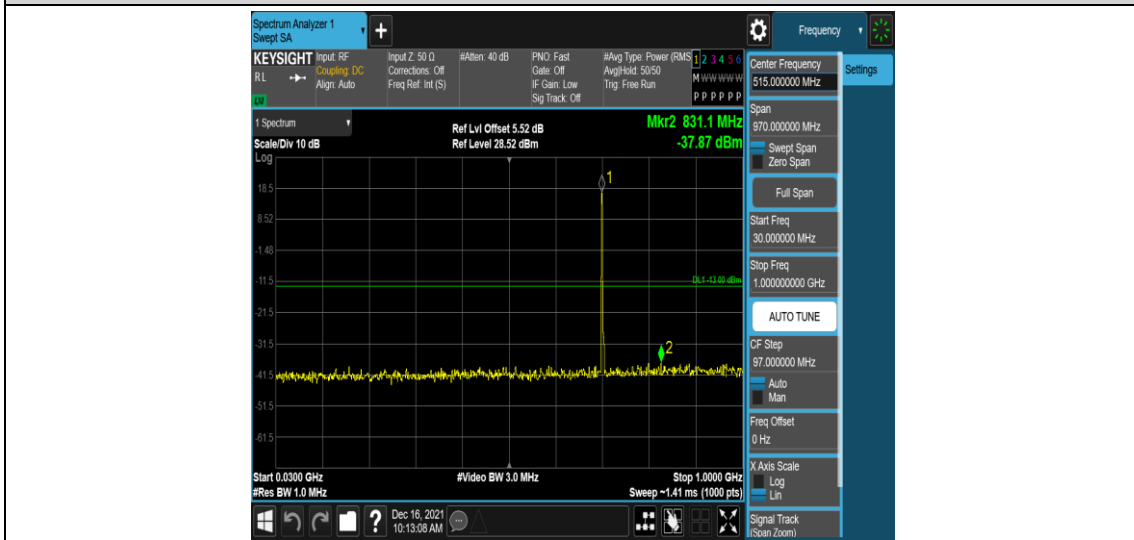 Spectrum Analyzer 1
Swept SA
+
Frequency
KEYSIGHT
RL
Input: RF
Coupling: DC
Align: Auto
Input Z: 50 Ω
Corrections: Off
Freq Ref: Int (S)
#Atten: 40 dB
PNO: Fast
Gate: Off
IF Gain: Low
Sig Track: Off
#Avg Type: Power (RMS
Avg|Hold: 50/50
Trig: Free Run
1 2 3 4 5 6
M W W W W W
P P P P P P
1 Spectrum
Scale/Div 10 dB
Log
Ref Lvl Offset 5.52 dB
Ref Level 28.52 dBm
Mkr2 831.1 MHz
-37.87 dBm
18.5
8.52
-1.48
-11.5
-21.5
-31.5
-41.5
-51.5
-61.5
1
DL1 -13.00 dBm
2
Start 0.0300 GHz
#Res BW 1.0 MHz
#Video BW 3.0 MHz
Stop 1.0000 GHz
Sweep ~1.41 ms (1000 pts)
Center Frequency
515.000000 MHz
Settings
Span
970.000000 MHz
Swept Span
Zero Span
Full Span
Start Freq
30.000000 MHz
Stop Freq
1.000000000 GHz
AUTO TUNE
CF Step
97.000000 MHz
Auto
Man
Freq Offset
0 Hz
X Axis Scale
Log
Lin
Signal Track
(Span Zoom)
?
Dec 16, 2021
10:13:08 AM